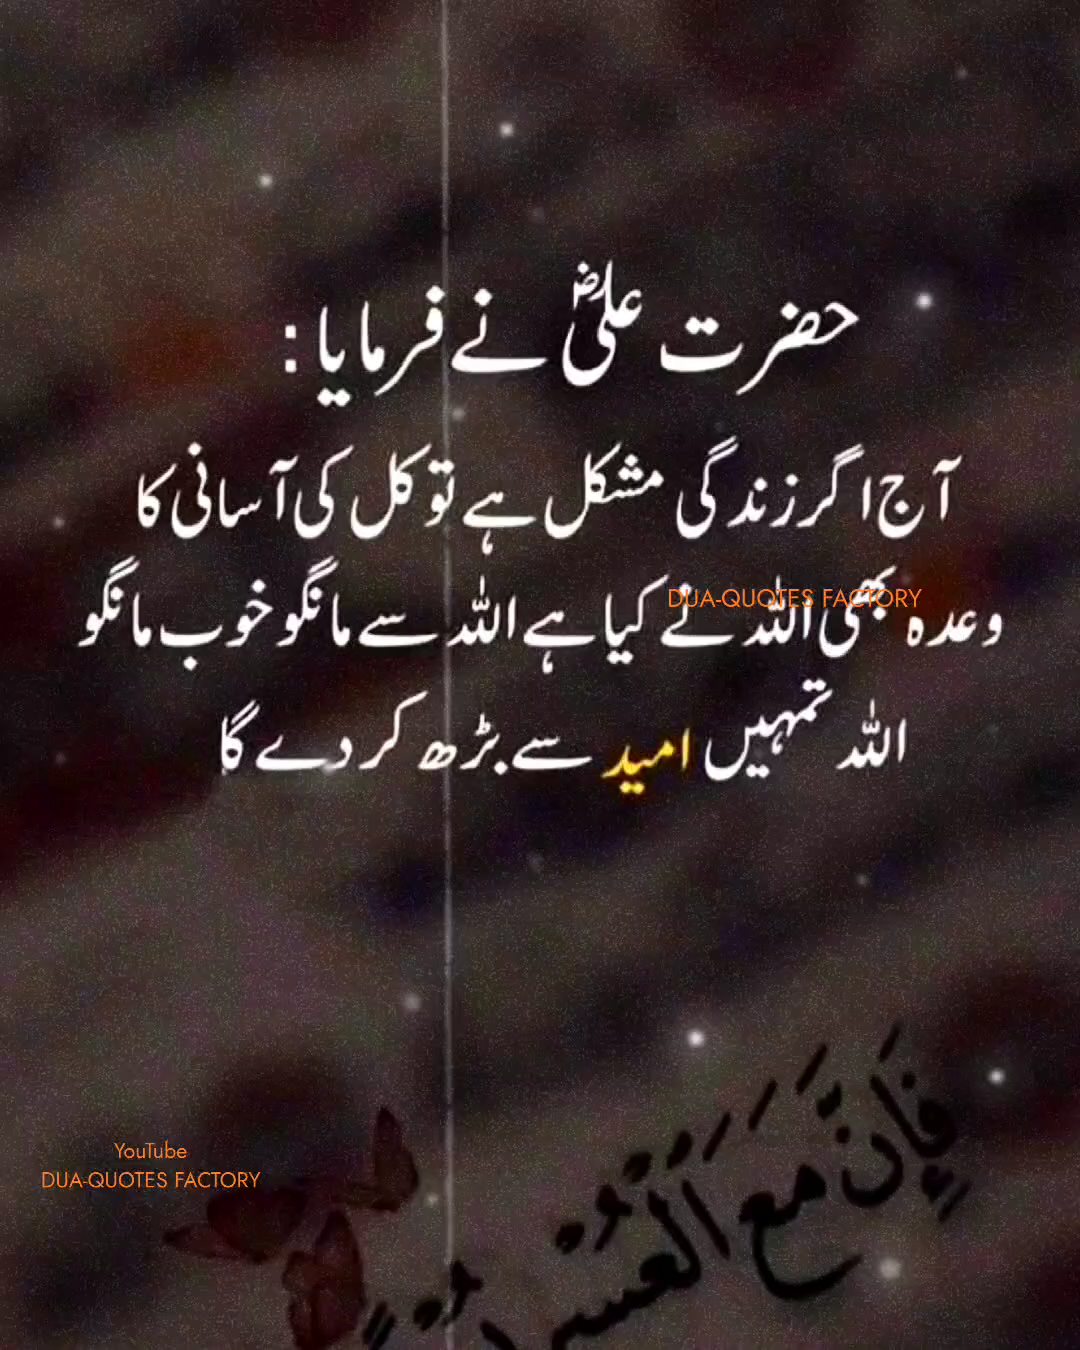 حضرت علیؓ نے فرمایا :
آج اگر زندگی مشکل ہے تو کل کی آسانی کا
وعدہ بھی اللہ نے کیا ہے اللہ سے مانگو خوب مانگو
DUA-QUOTES FACTORY
اللہ تمہیں امید سے بڑھ کر دے گا
فَإِنَّ مَعَ الْعُسْرِ
YouTube
DUA-QUOTES FACTORY